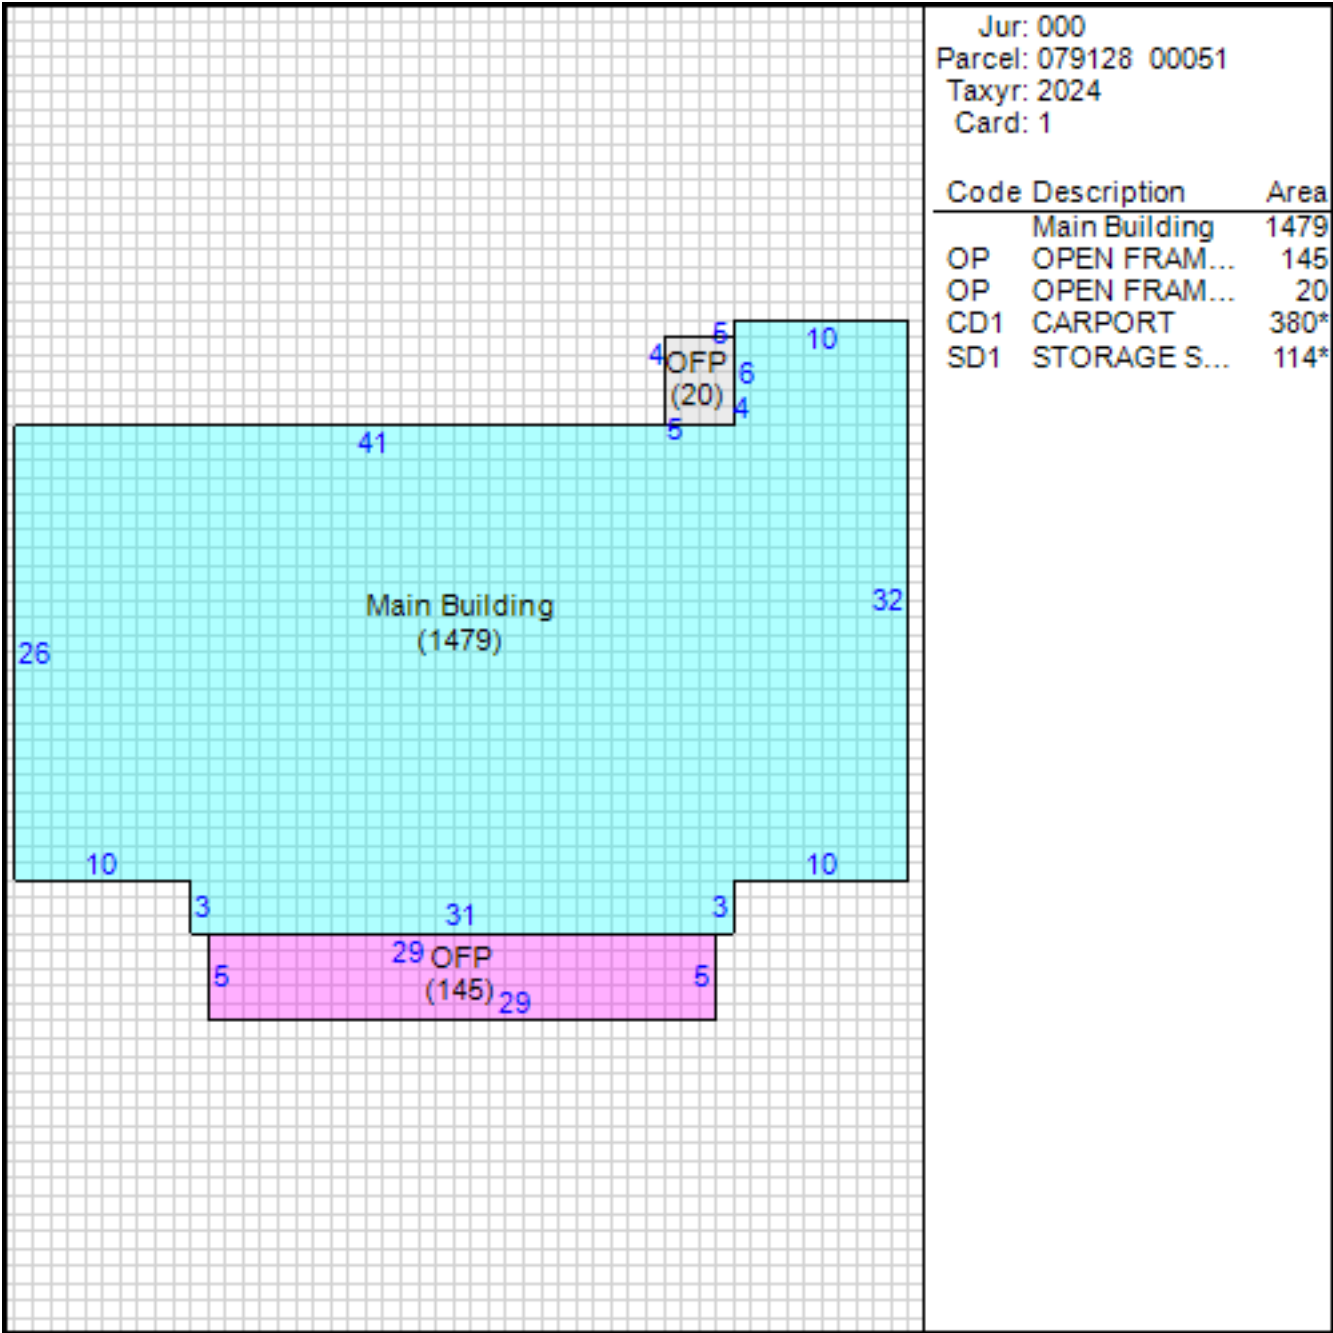 Jur: 000
Parcel: 079128 00051
Taxyr: 2024
Card: 1
Code Description Area
Main Building 1479
OP OPEN FRAM... 145
OP OPEN FRAM... 20
CD1 CARPORT 380*
SD1 STORAGE S... 114*
5
10
4
OFP
6
(20)
4
5
41
Main Building
(1479)
32
26
10
10
3
31
3
29
OFP
5
5
(145)
29